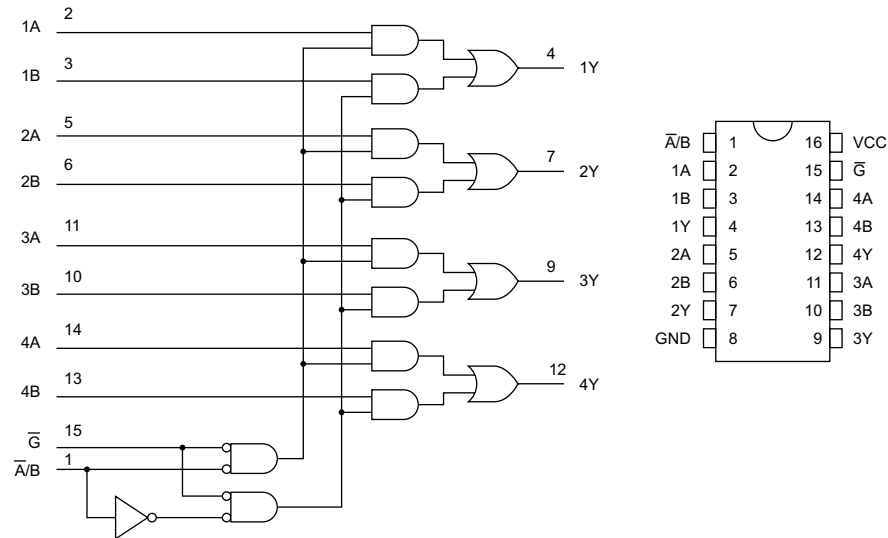 1A 2
4 1Y
1B 3
2A 5
7 2Y
2B 6
3A 11
9 3Y
3B 10
4A 14
12 4Y
4B 13
G̅ 15
A̅/B 1
A̅/B 1 16 VCC
1A 2 15 G̅
1B 3 14 4A
1Y 4 13 4B
2A 5 12 4Y
2B 6 11 3A
2Y 7 10 3B
GND 8 9 3Y